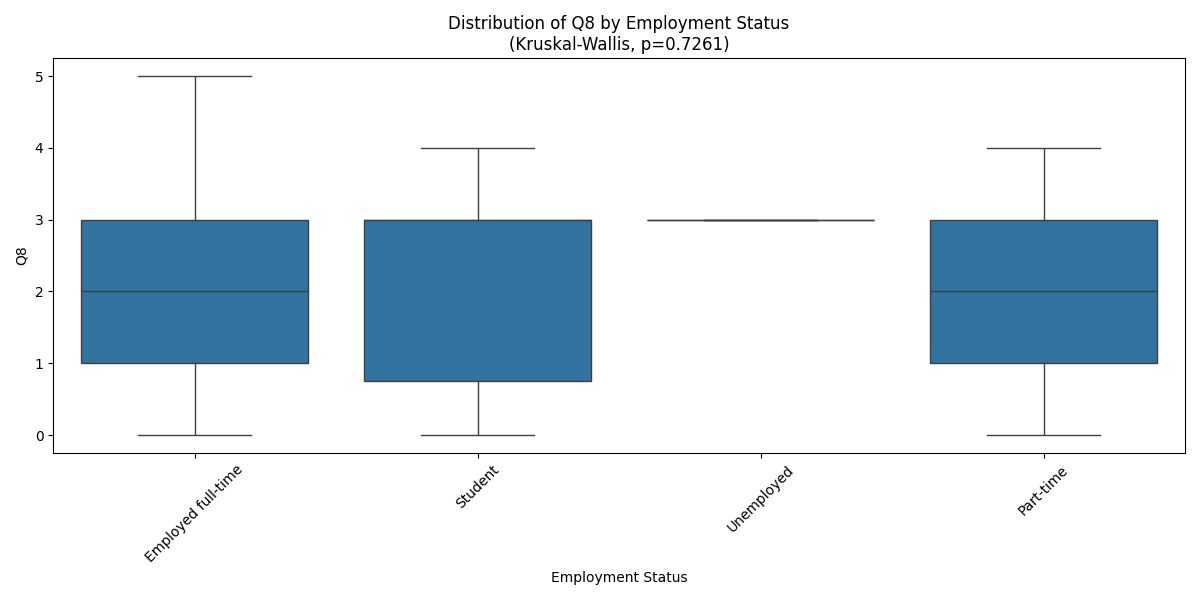 Distribution of Q8 by Employment Status
(Kruskal-Wallis, p=0.7261)
5
4
3
2
1
0
Q8
Employed full-time
Student
Unemployed
Part-time
Employment Status